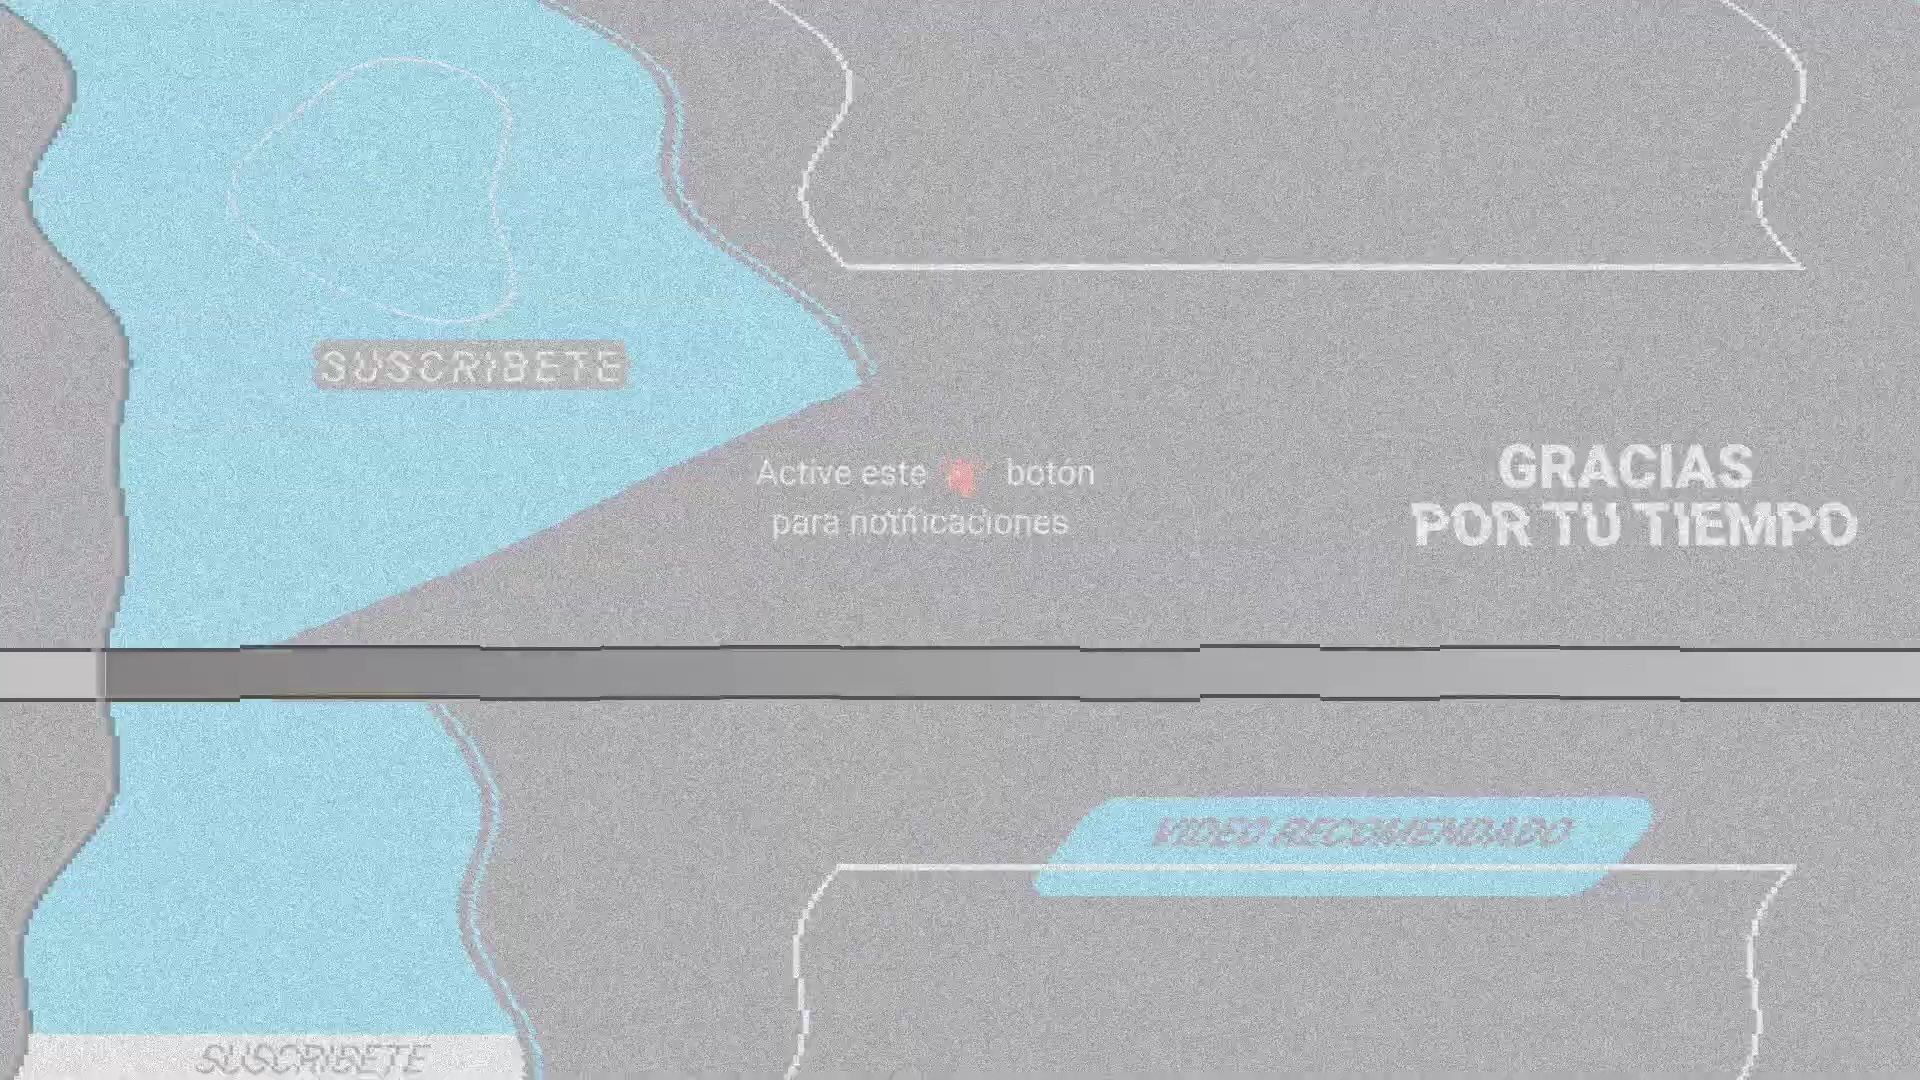 SUSCRIBETE
Active este botón
para notificaciones
GRACIAS
POR TU TIEMPO
VIDEO RECOMENDADO
SUSCRIBETE